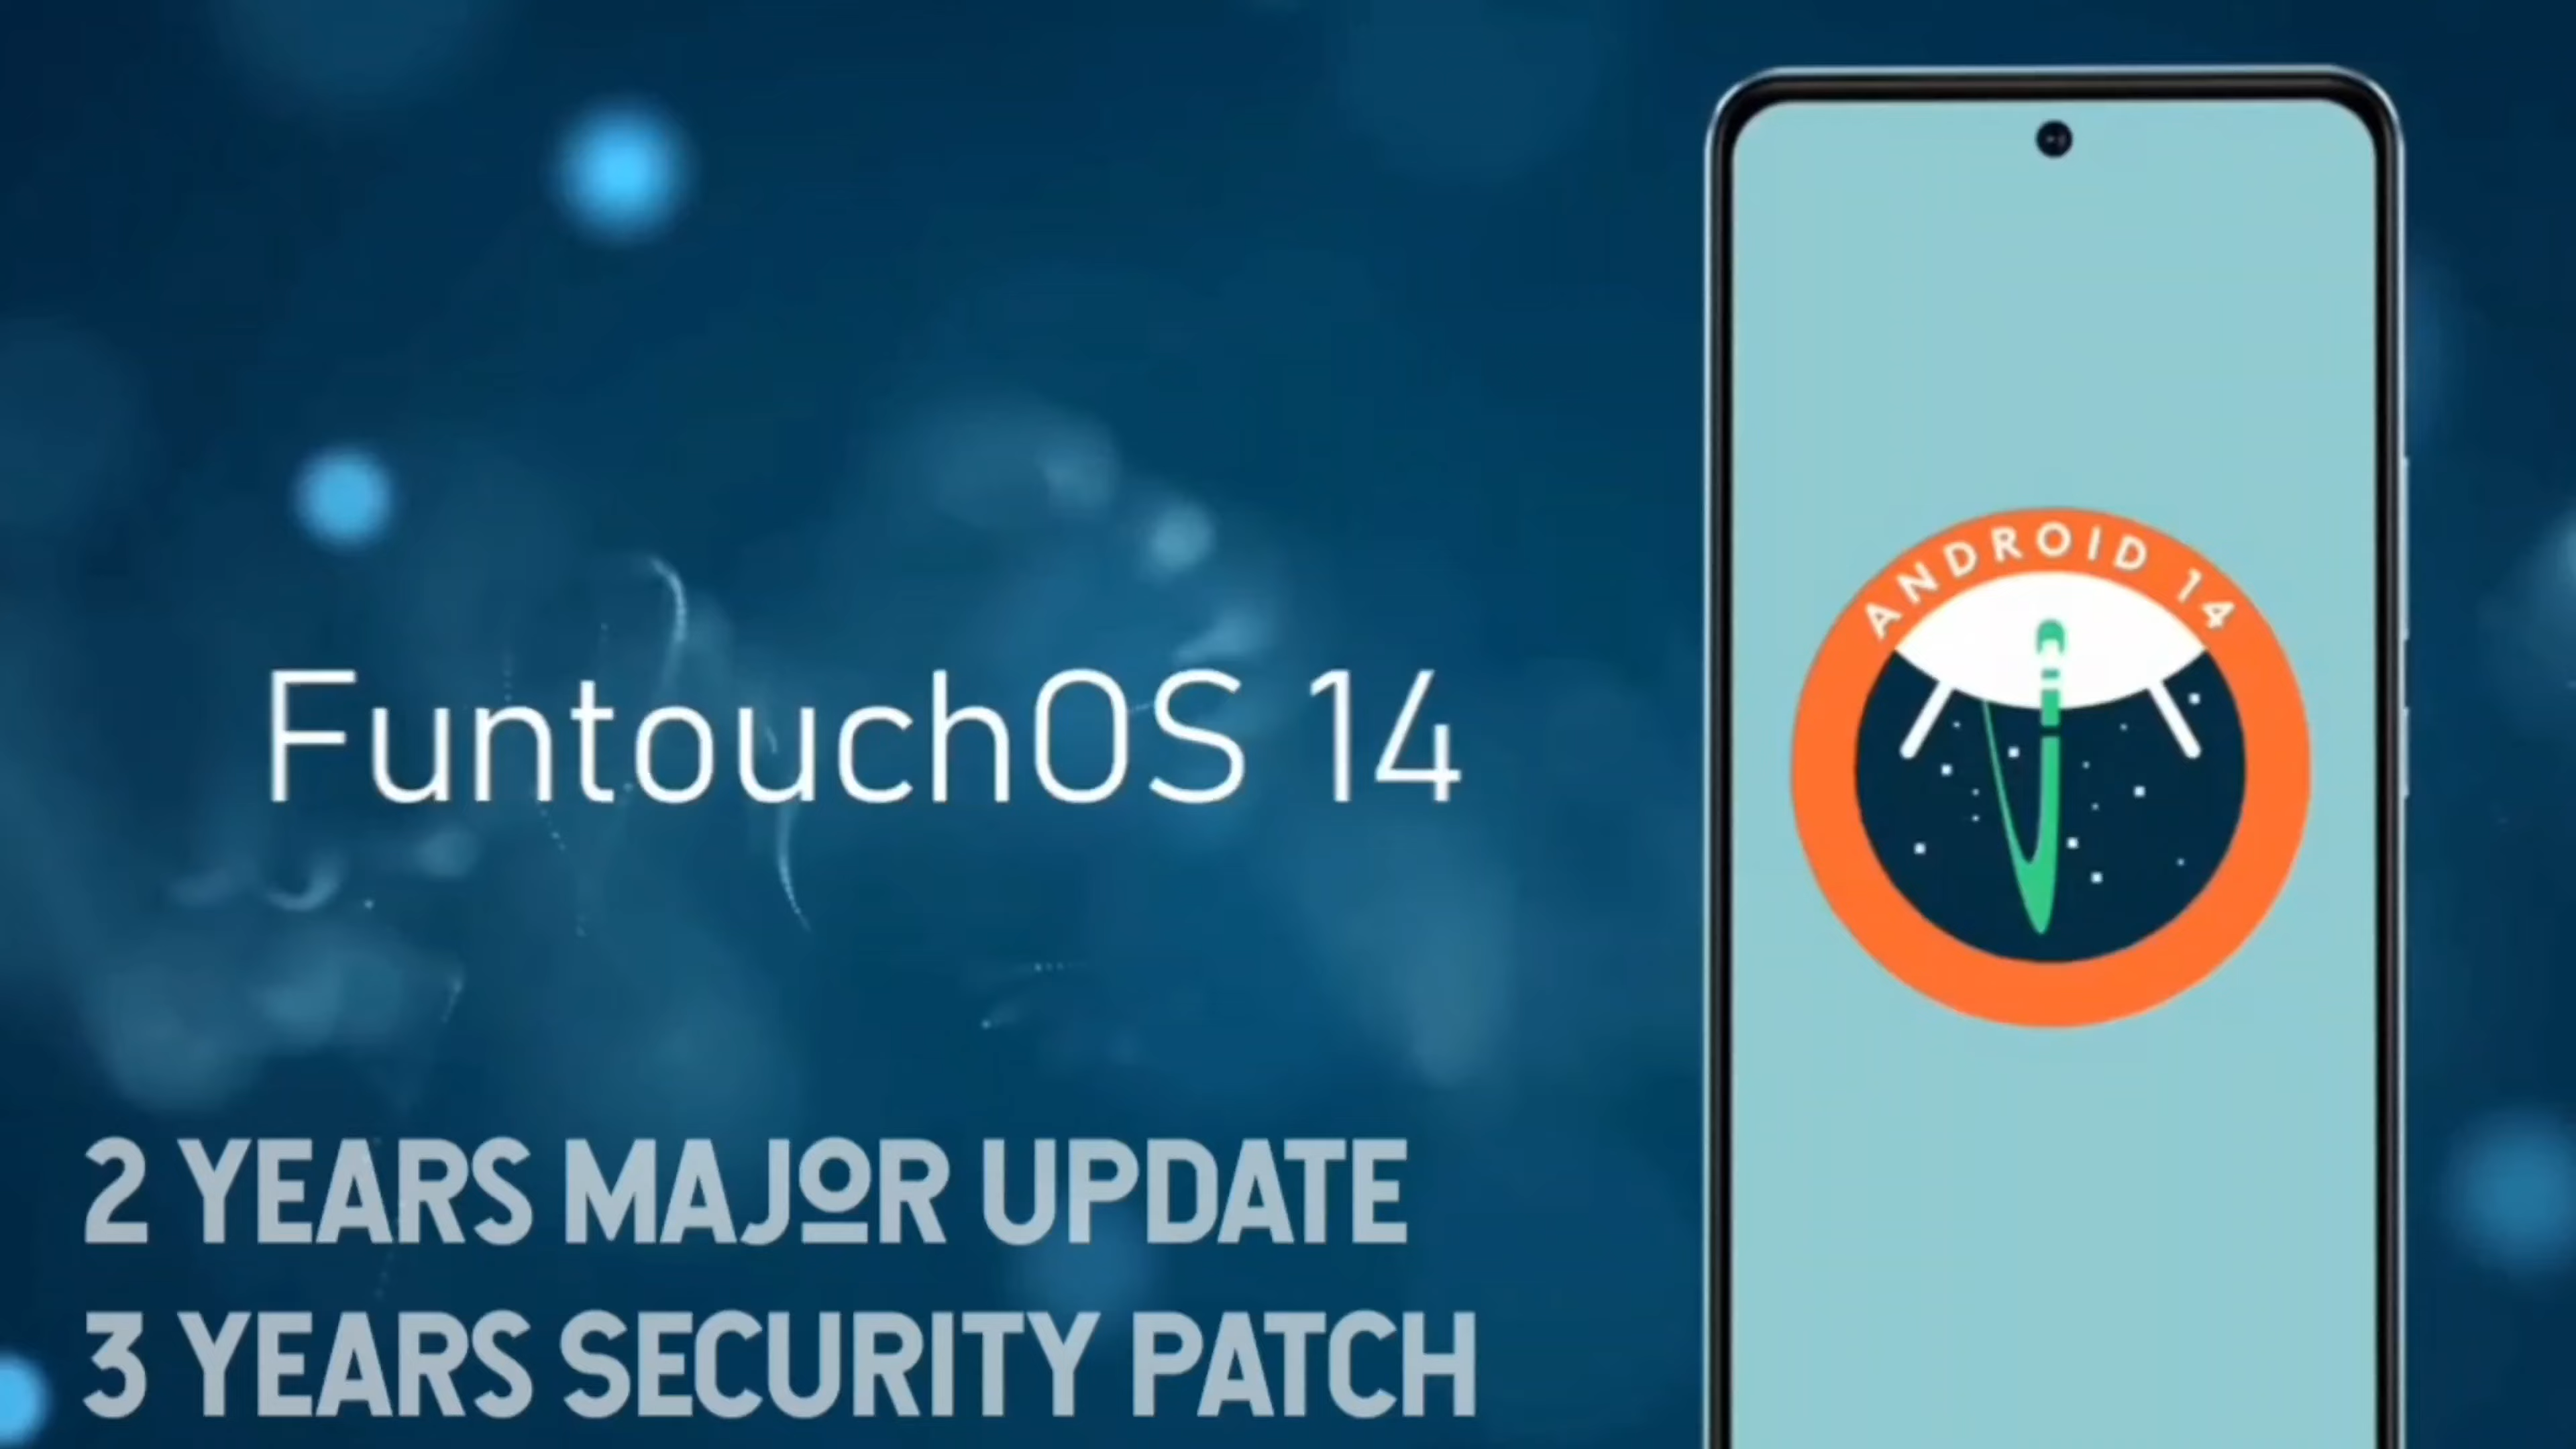 FuntouchOS 14
2 YEARS MAJOR UPDATE
3 YEARS SECURITY PATCH
ANDROID 14